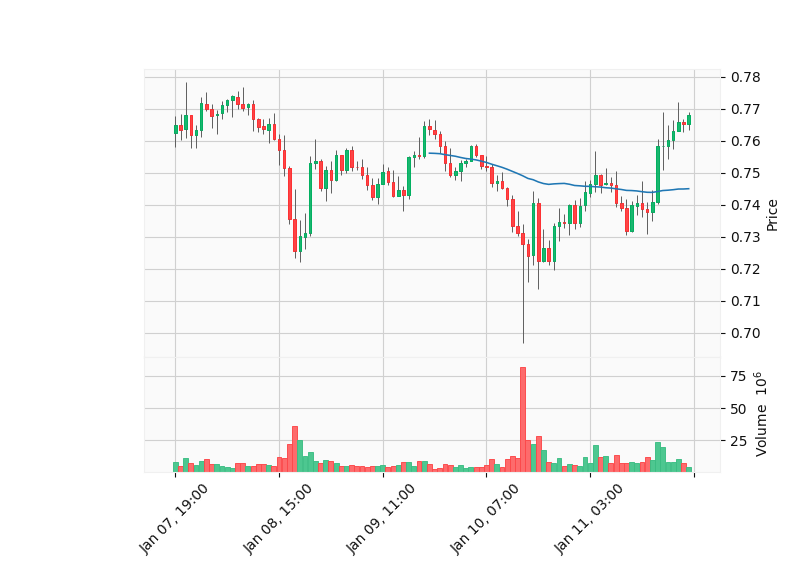 0.78
0.77
0.76
0.75
0.74
0.73
0.72
0.71
0.70
Price
75
50
25
Volume 10⁶
Jan 07, 19:00
Jan 08, 15:00
Jan 09, 11:00
Jan 10, 07:00
Jan 11, 03:00